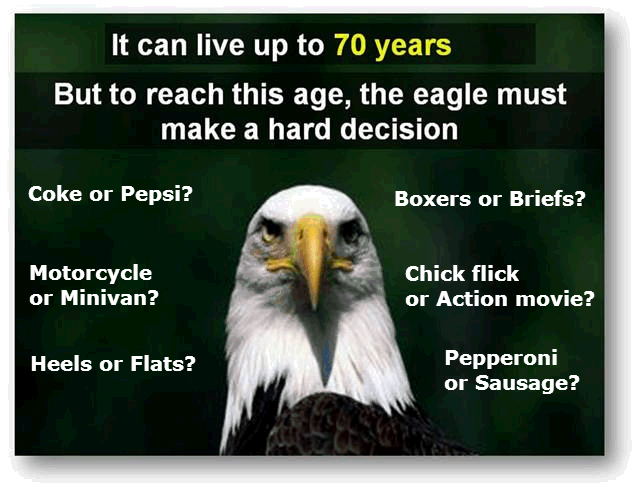 It can live up to 70 years
But to reach this age, the eagle must
make a hard decision
Coke or Pepsi?
Boxers or Briefs?
Motorcycle
or Minivan?
Chick flick
or Action movie?
Heels or Flats?
Pepperoni
or Sausage?